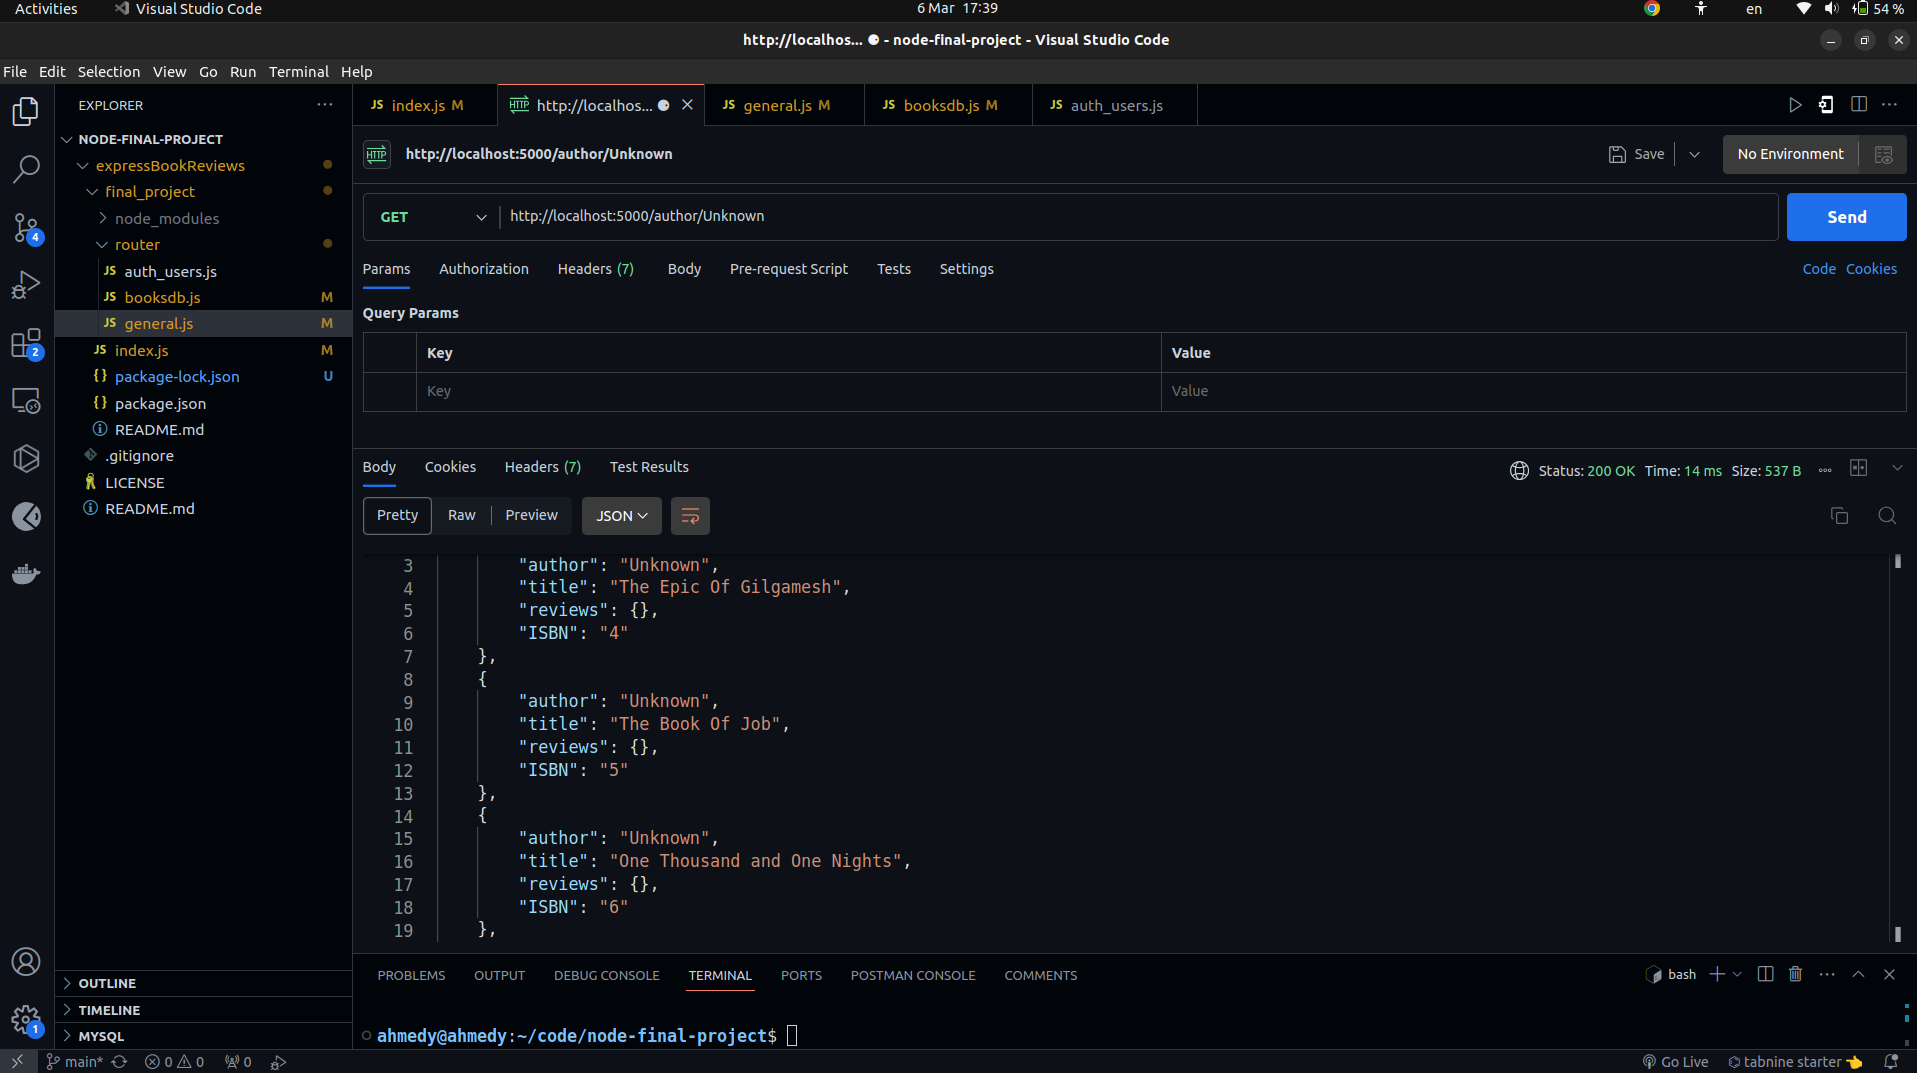 Activities Visual Studio Code 6 Mar 17:39 en 54 %
http://localhos... ● - node-final-project - Visual Studio Code
File Edit Selection View Go Run Terminal Help
EXPLORER ···
JS index.js M
HTTP http://localhos... ●
JS general.js M
JS booksdb.js M
JS auth_users.js
NODE-FINAL-PROJECT
expressBookReviews
final_project
node_modules
router
JS auth_users.js
JS booksdb.js M
JS general.js M
JS index.js M
{} package-lock.json U
{} package.json
README.md
.gitignore
LICENSE
README.md
OUTLINE
TIMELINE
MYSQL
4
2
1
HTTP http://localhost:5000/author/Unknown Save No Environment
GET http://localhost:5000/author/Unknown Send
Params Authorization Headers (7) Body Pre-request Script Tests Settings Code Cookies
Query Params
Key Value
Key Value
Body Cookies Headers (7) Test Results Status: 200 OK Time: 14 ms Size: 537 B
Pretty Raw Preview JSON
3 "author": "Unknown",
4 "title": "The Epic Of Gilgamesh",
5 "reviews": {},
6 "ISBN": "4"
7 },
8 {
9 "author": "Unknown",
10 "title": "The Book Of Job",
11 "reviews": {},
12 "ISBN": "5"
13 },
14 {
15 "author": "Unknown",
16 "title": "One Thousand and One Nights",
17 "reviews": {},
18 "ISBN": "6"
19 },
PROBLEMS OUTPUT DEBUG CONSOLE TERMINAL PORTS POSTMAN CONSOLE COMMENTS bash
ahmedy@ahmedy:~/code/node-final-project$
main* 0 0 0 Go Live tabnine starter 👈